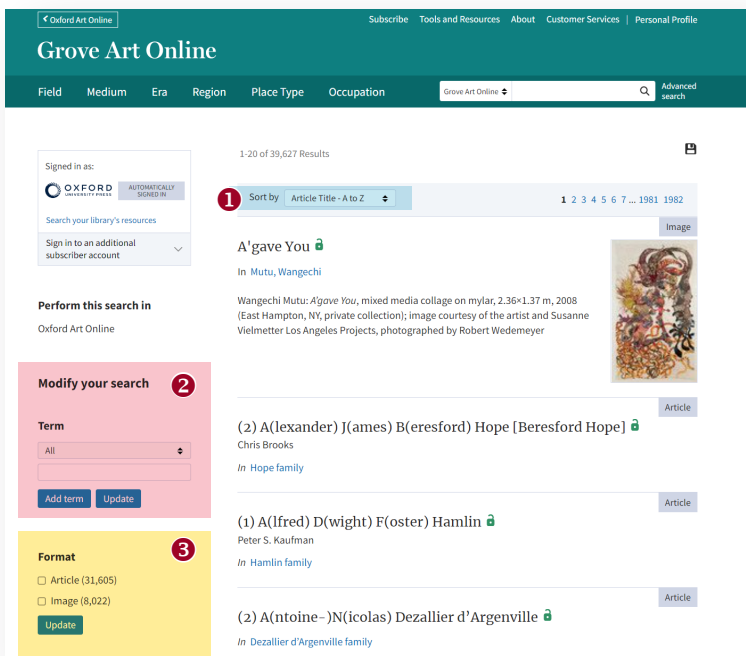 Oxford Art Online
Subscribe Tools and Resources About Customer Services | Personal Profile
Grove Art Online
Field Medium Era Region Place Type Occupation
Grove Art Online
Advanced search
Signed in as:
OXFORD
UNIVERSITY PRESS
AUTOMATICALLY
SIGNED IN
Search your library's resources
Sign in to an additional
subscriber account
Perform this search in
Oxford Art Online
Modify your search
2
Term
All
Add term Update
3
Format
Article (31,605)
Image (8,022)
Update
1-20 of 39,627 Results
1
Sort by Article Title - A to Z
1 2 3 4 5 6 7 ... 1981 1982
Image
A'gave You
In Mutu, Wangechi
Wangechi Mutu: A'gave You, mixed media collage on mylar, 2.36×1.37 m, 2008
(East Hampton, NY, private collection); image courtesy of the artist and Susanne
Vielmetter Los Angeles Projects, photographed by Robert Wedemeyer
Article
(2) A(lexander) J(ames) B(eresford) Hope [Beresford Hope]
Chris Brooks
In Hope family
Article
(1) A(lfred) D(wight) F(oster) Hamlin
Peter S. Kaufman
In Hamlin family
Article
(2) A(ntoine-)N(icolas) Dezallier d’Argenville
In Dezallier d'Argenville family